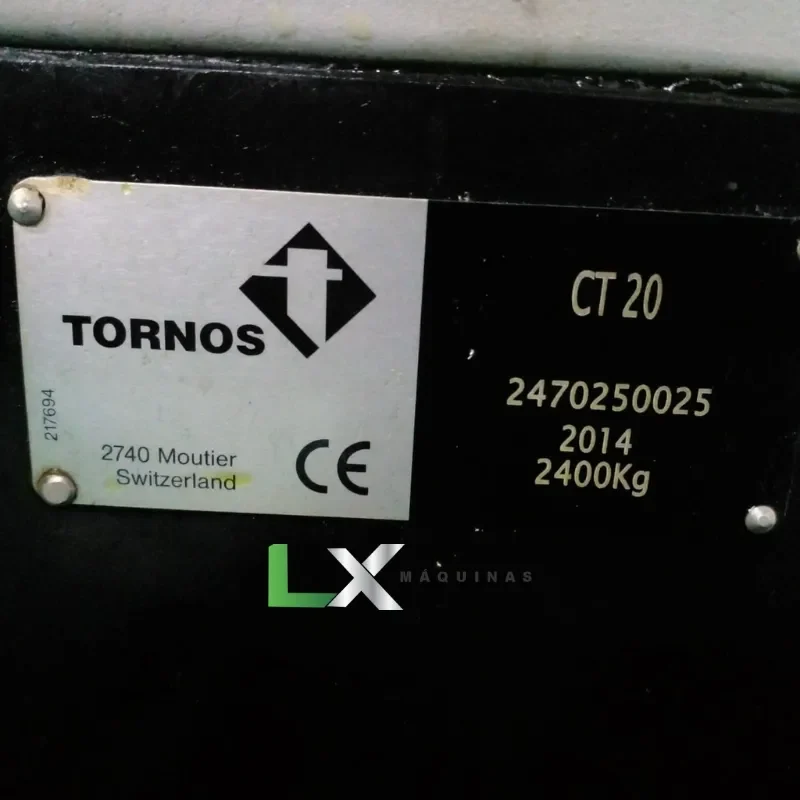 TORNOS
217694
2740 Moutier
Switzerland
CE
CT 20
2470250025
2014
2400Kg
LX MÁQUINAS